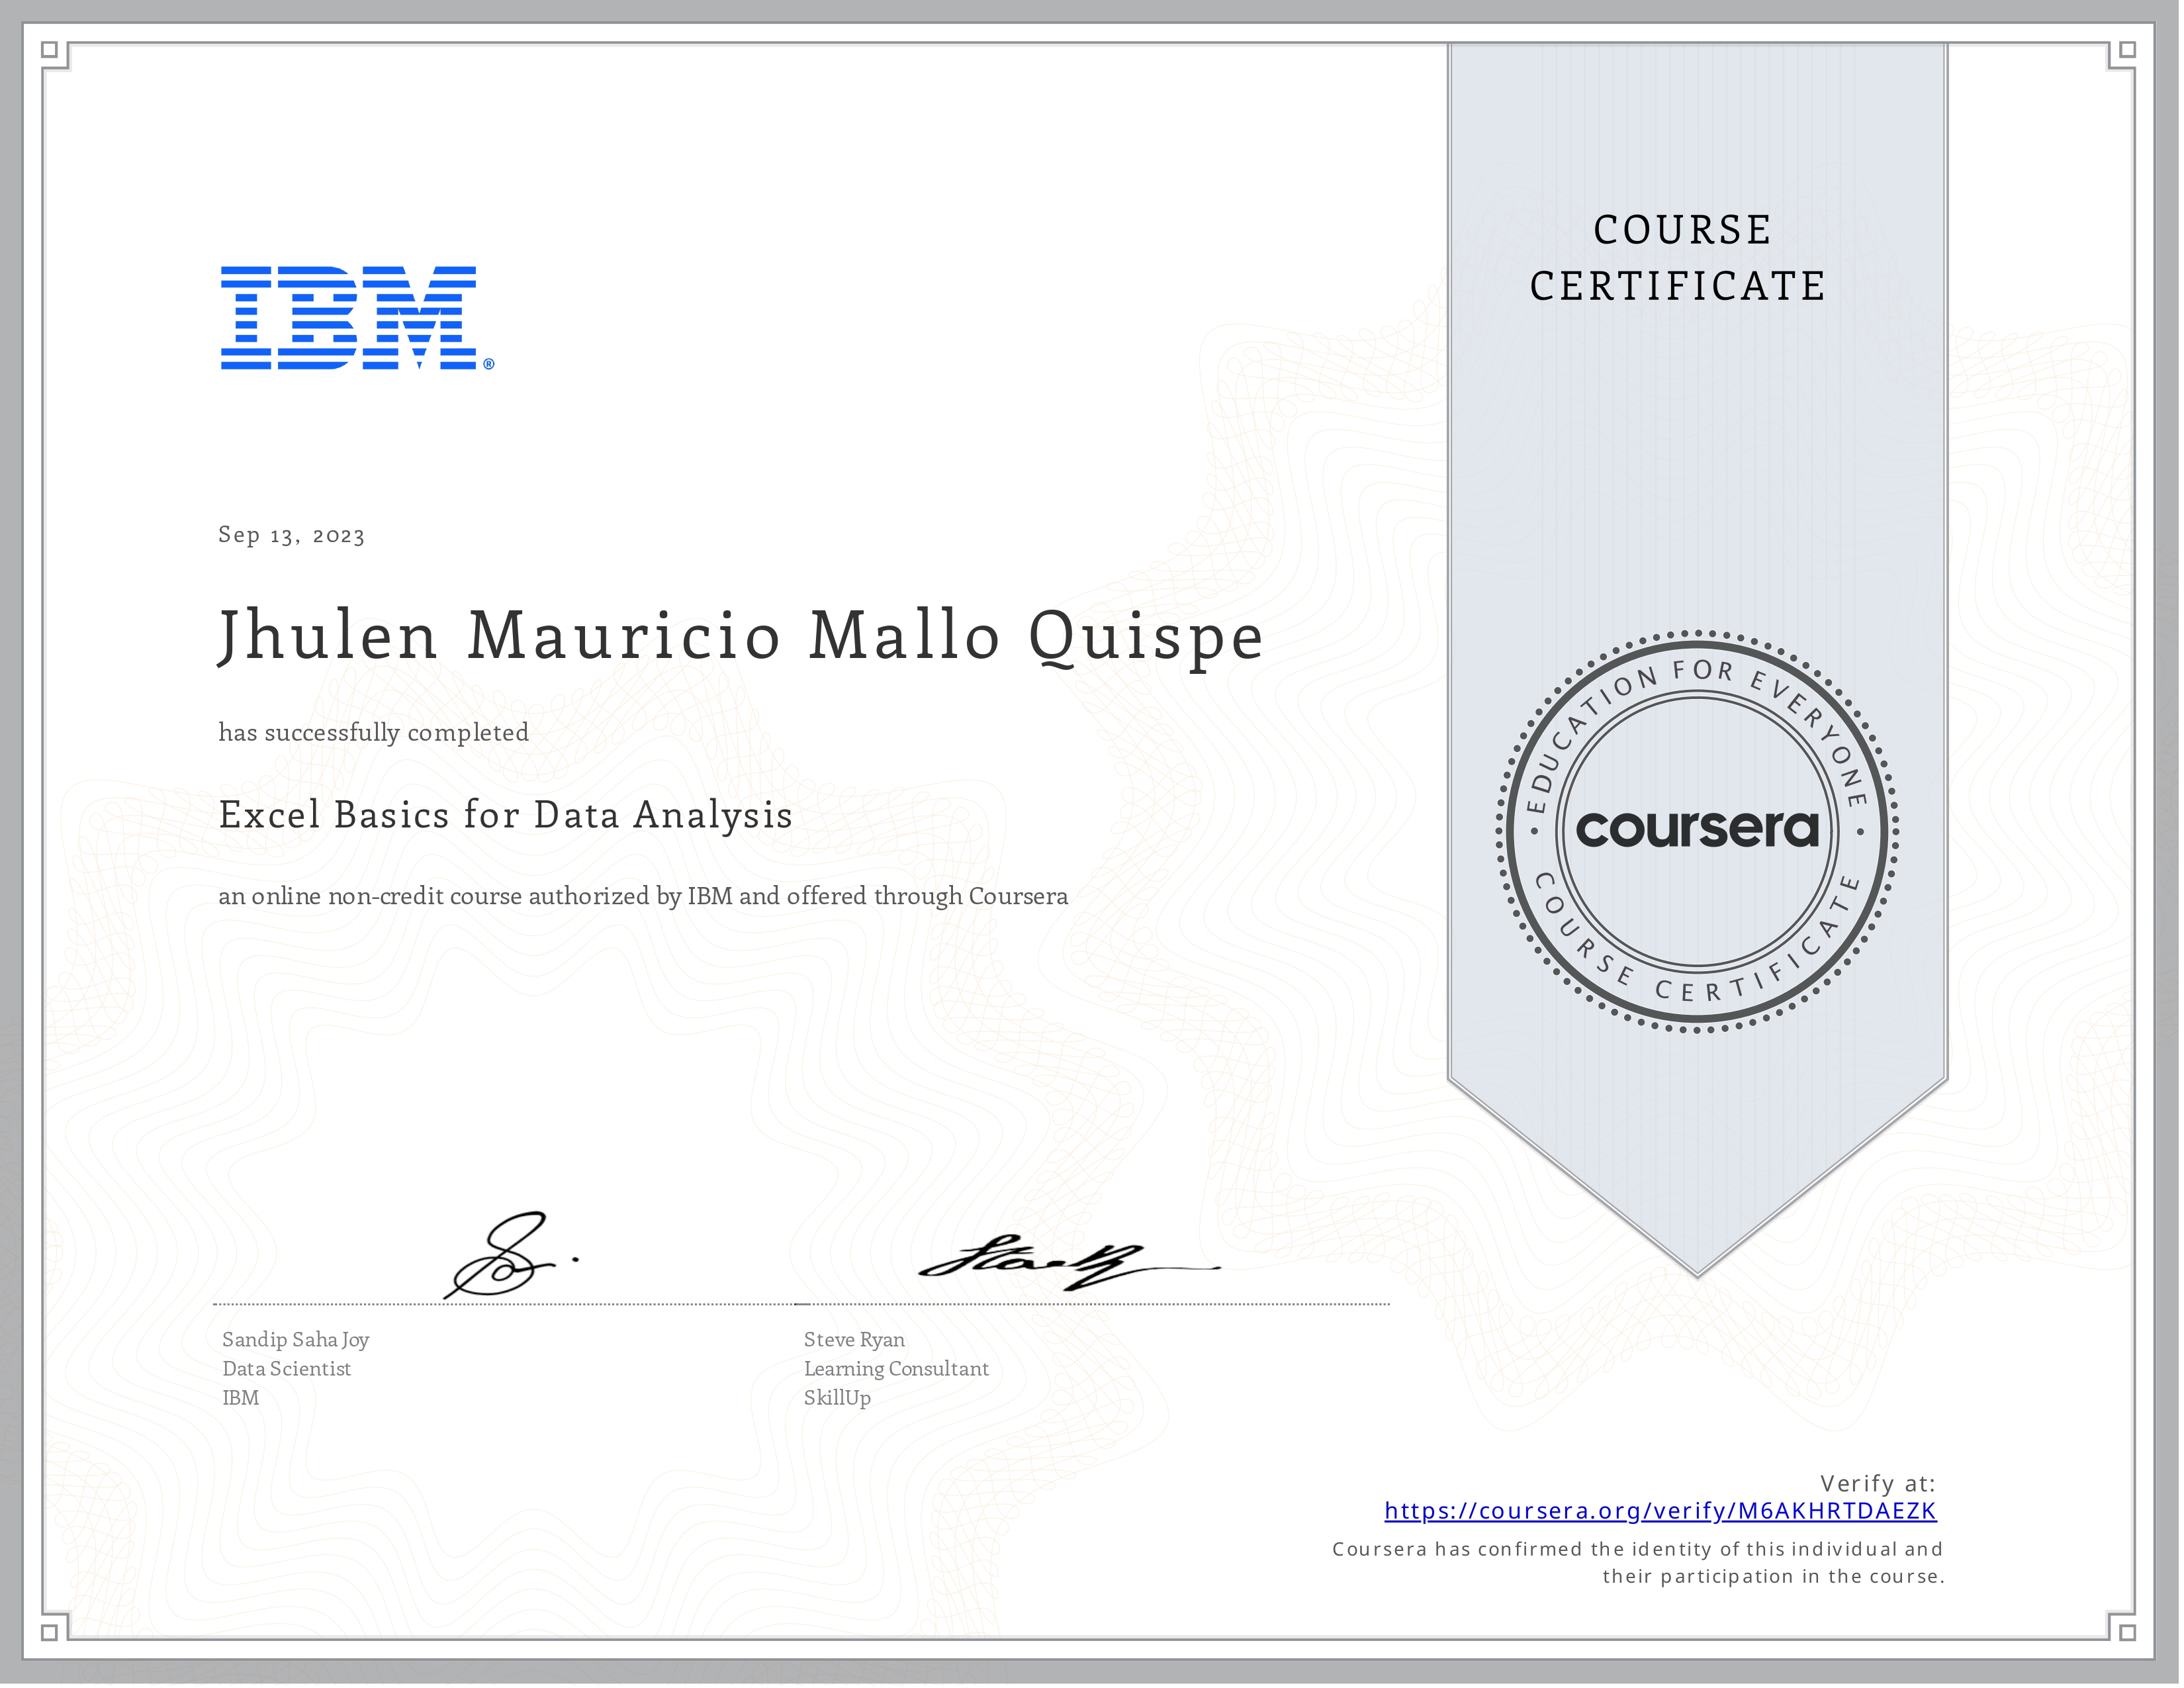 IBM®
COURSE
CERTIFICATE
Sep 13, 2023
Jhulen Mauricio Mallo Quispe
has successfully completed
Excel Basics for Data Analysis
an online non-credit course authorized by IBM and offered through Coursera
EDUCATION FOR EVERYONE
coursera
COURSE CERTIFICATE
Sandip Saha Joy
Data Scientist
IBM
Steve Ryan
Learning Consultant
SkillUp
Verify at:
https://coursera.org/verify/M6AKHRTDAEZK
Coursera has confirmed the identity of this individual and
their participation in the course.